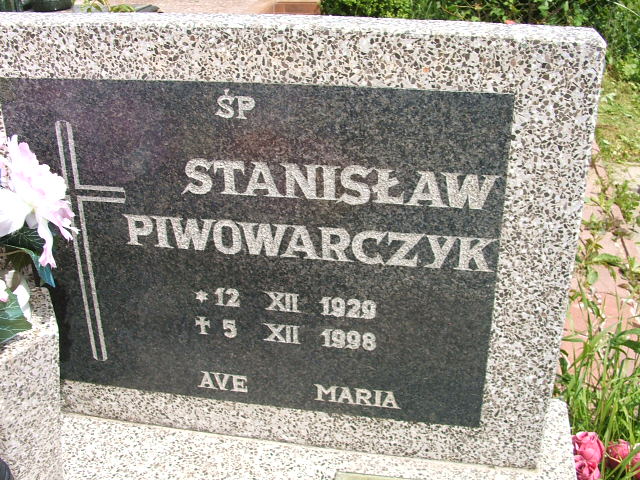 ŚP
STANISŁAW
PIWOWARCZYK
* 12 XII 1929
† 5 XII 1998
AVE MARIA